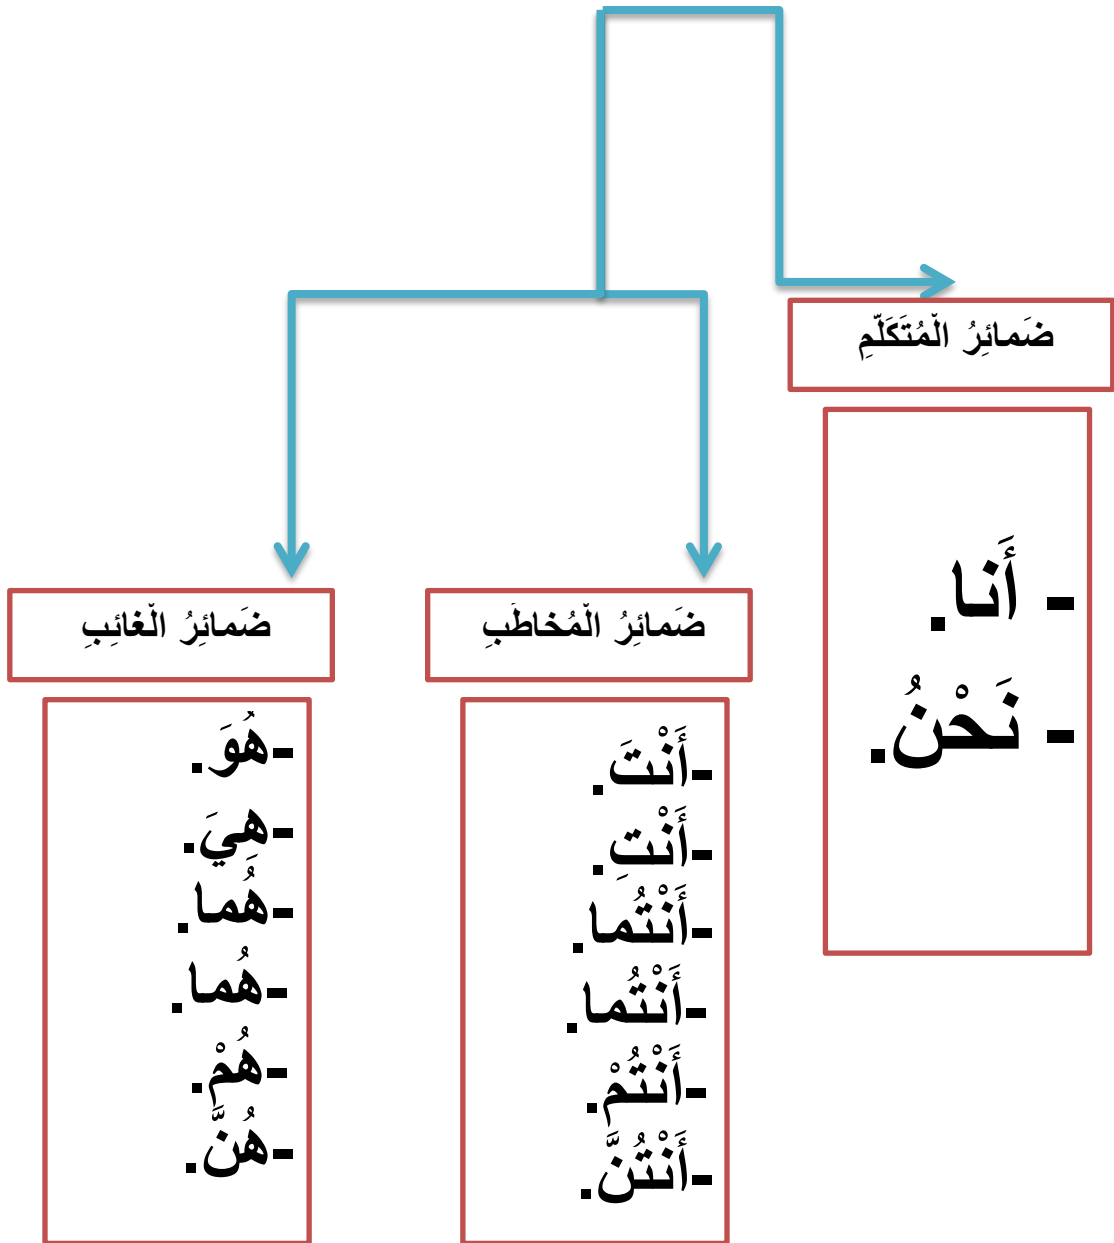 ضَمائِرُ الْمُتَكَلِّمِ
- أَنا.
- نَحْنُ.
ضَمائِرُ الْمُخاطَبِ
-أَنْتَ.
-أَنْتِ.
-أَنْتُما.
-أَنْتُما.
-أَنْتُمْ.
-أَنْتُنَّ.
ضَمائِرُ الْغائِبِ
-هُوَ.
-هِيَ.
-هُما.
-هُما.
-هُمْ.
-هُنَّ.